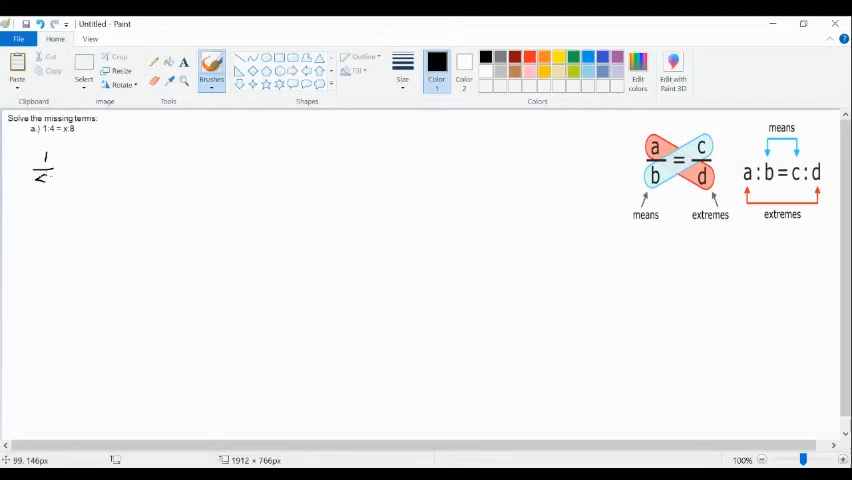 Untitled - Paint
File
Home
View
Paste
Cut
Copy
Clipboard
Select
Crop
Resize
Rotate
Image
A
Tools
Brushes
Outline
Fill
Shapes
Size
Color 1
Color 2
Edit colors
Edit with Paint 3D
Colors
Solve the missing terms:
a.) 1:4 = x:8
1
a = c
b d
means extremes
means
a:b=c:d
extremes
99, 146px
1912 × 766px
100%